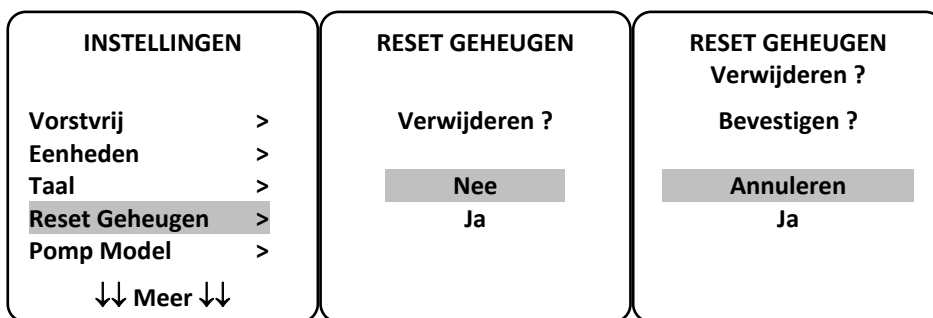 INSTELLINGEN
Vorstvrij >
Eenheden >
Taal >
Reset Geheugen >
Pomp Model >
↓↓ Meer ↓↓
RESET GEHEUGEN
Verwijderen ?
Nee
Ja
RESET GEHEUGEN
Verwijderen ?
Bevestigen ?
Annuleren
Ja